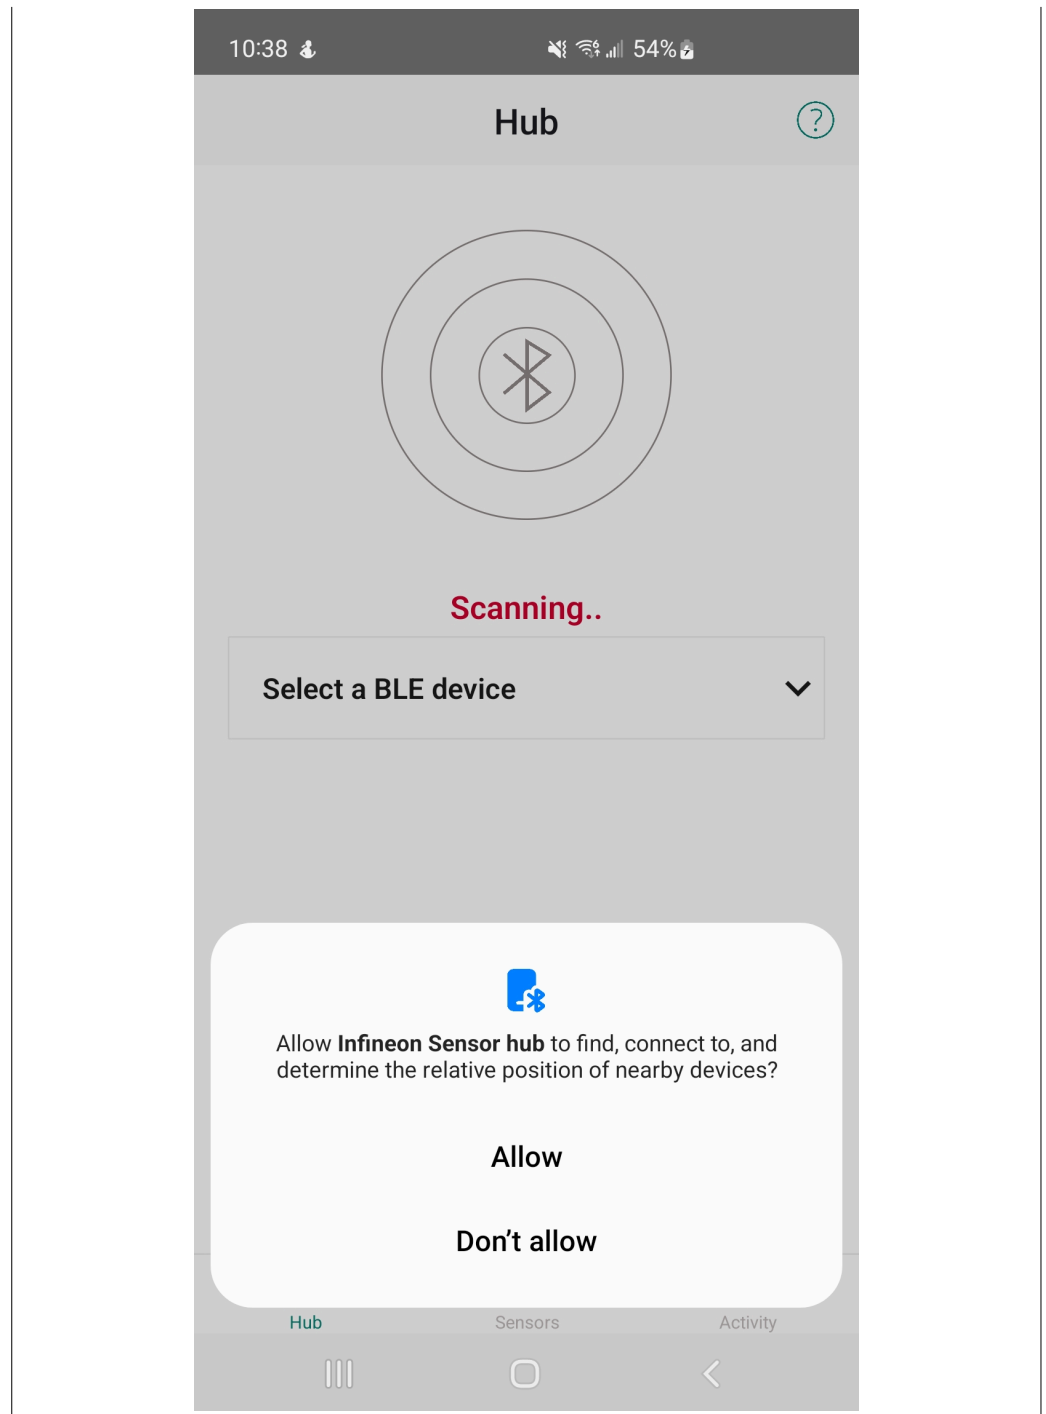 10:38 54%
Hub
Scanning..
Select a BLE device
Allow Infineon Sensor hub to find, connect to, and
determine the relative position of nearby devices?
Allow
Don’t allow
Hub Sensors Activity